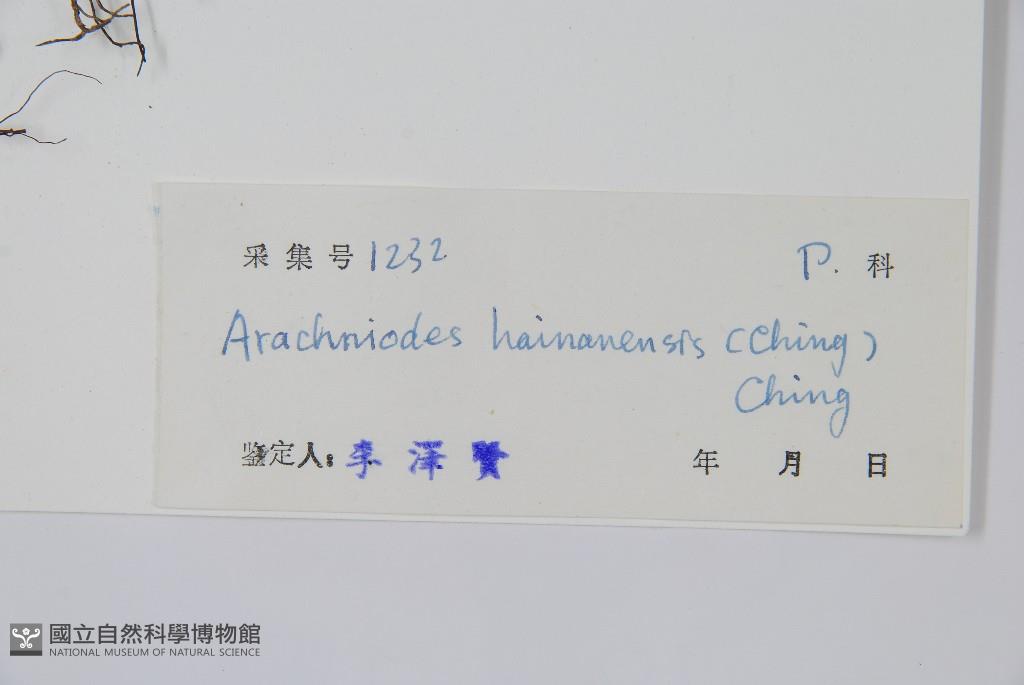 采集号 1232 P. 科
Arachniodes hainanensis (Ching)
Ching
鉴定人: 李泽賢 年 月 日
國立自然科學博物館
NATIONAL MUSEUM OF NATURAL SCIENCE